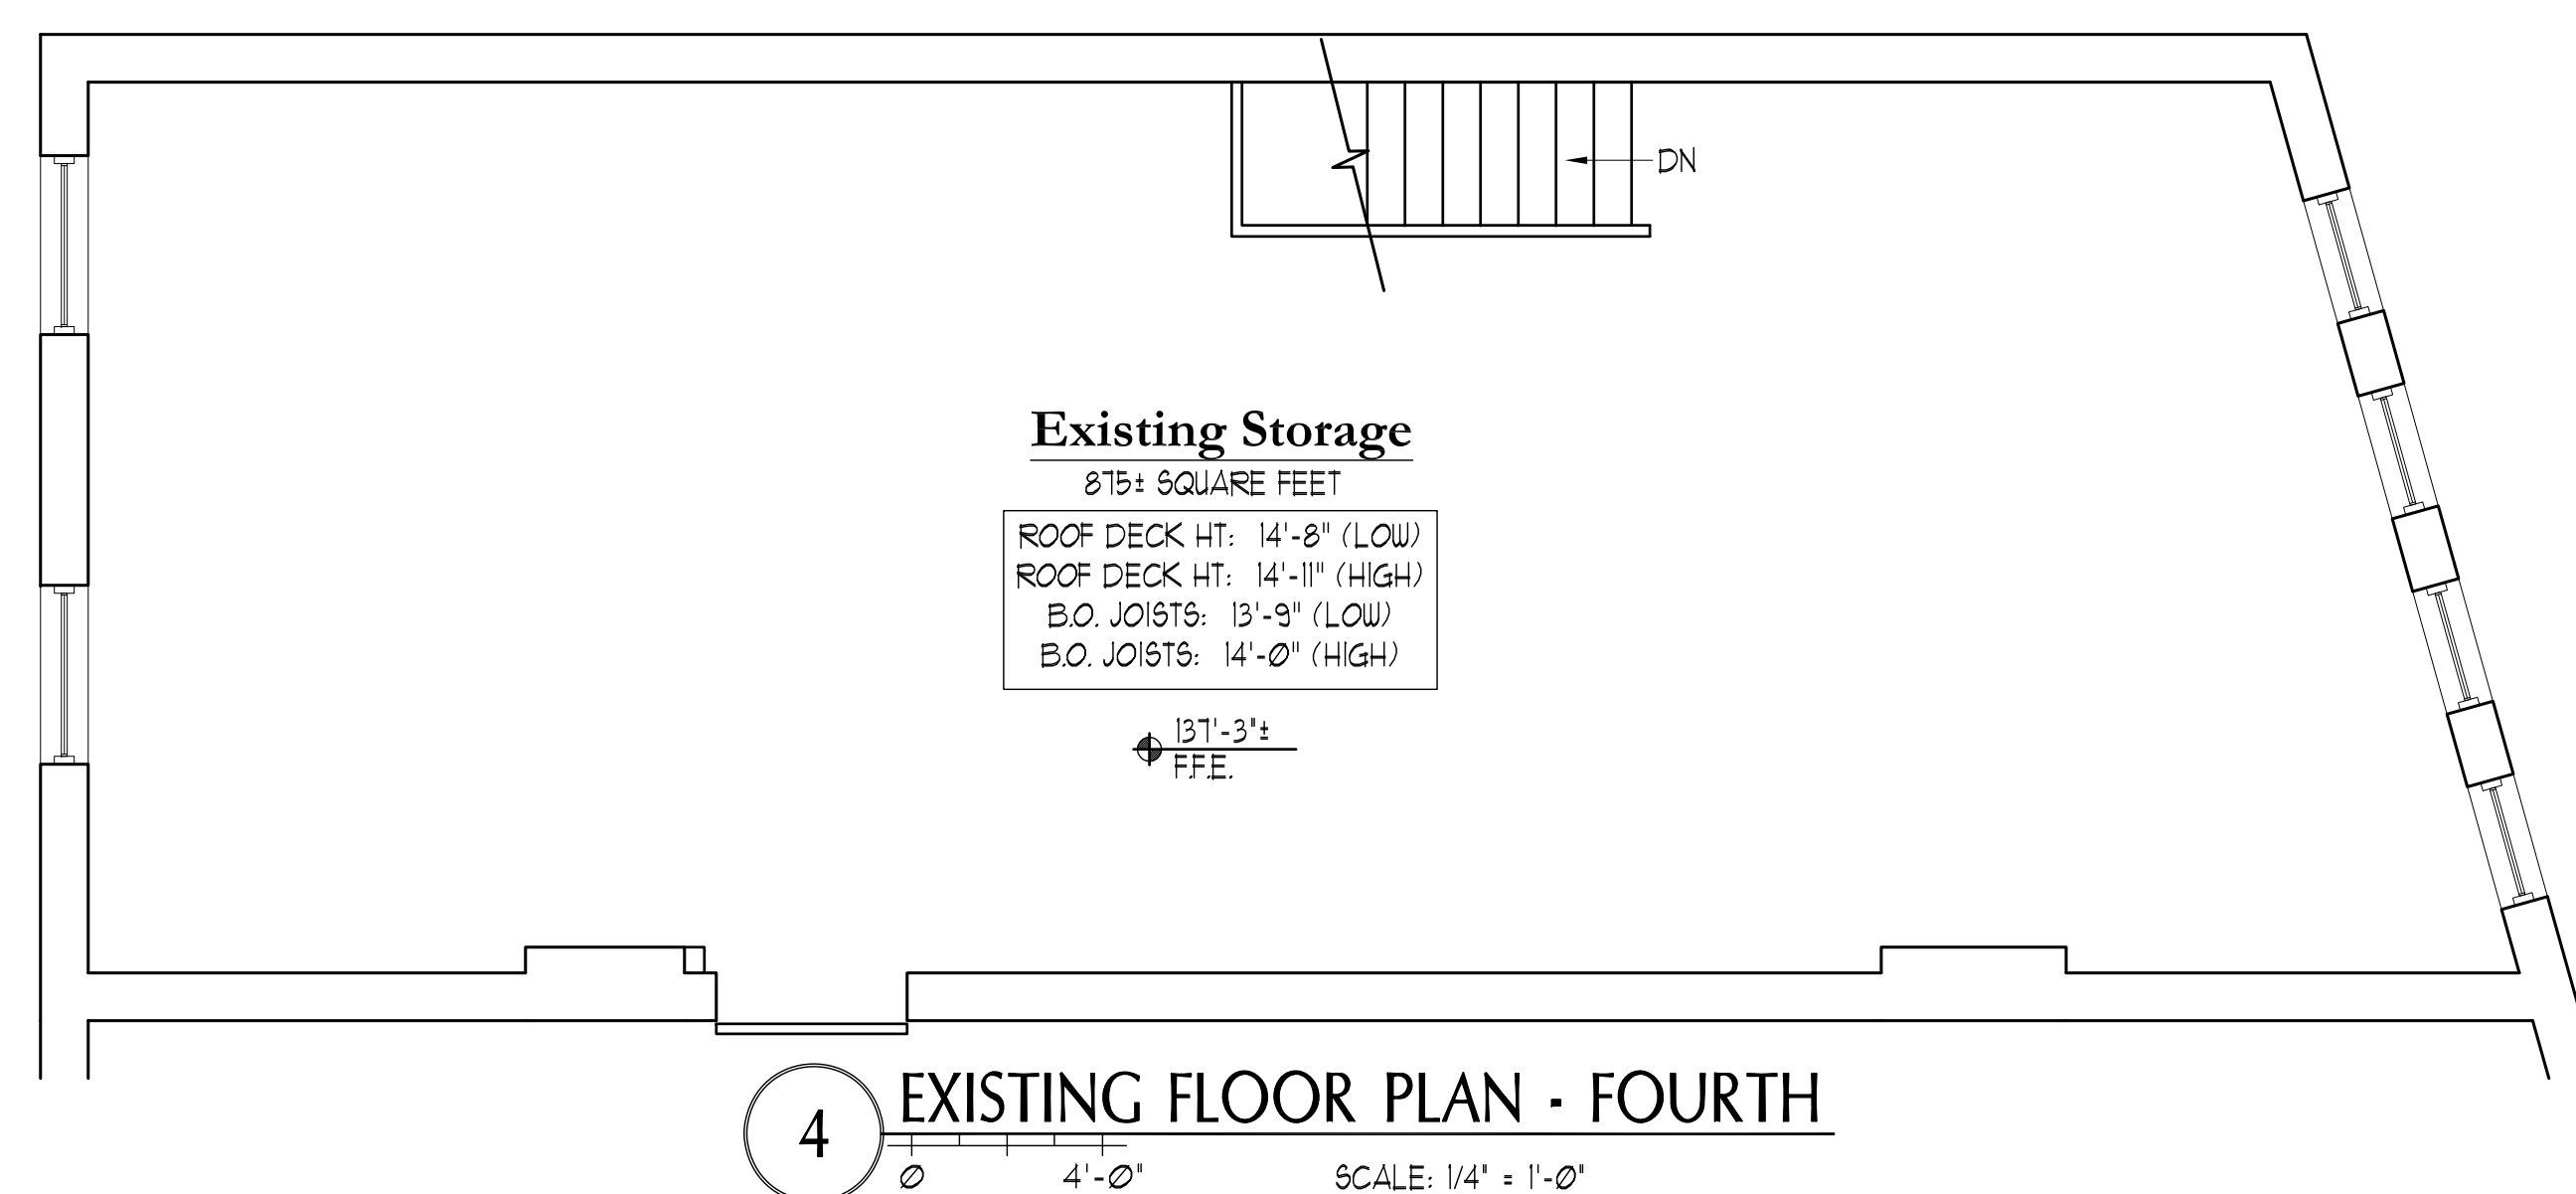 DN
Existing Storage
875± SQUARE FEET
ROOF DECK HT: 14'-8" (LOW)
ROOF DECK HT: 14'-11" (HIGH)
B.O. JOISTS: 13'-9" (LOW)
B.O. JOISTS: 14'-0" (HIGH)
137'-3"±
F.F.E.
4 EXISTING FLOOR PLAN - FOURTH
0 4'-0" SCALE: 1/4" = 1'-0"